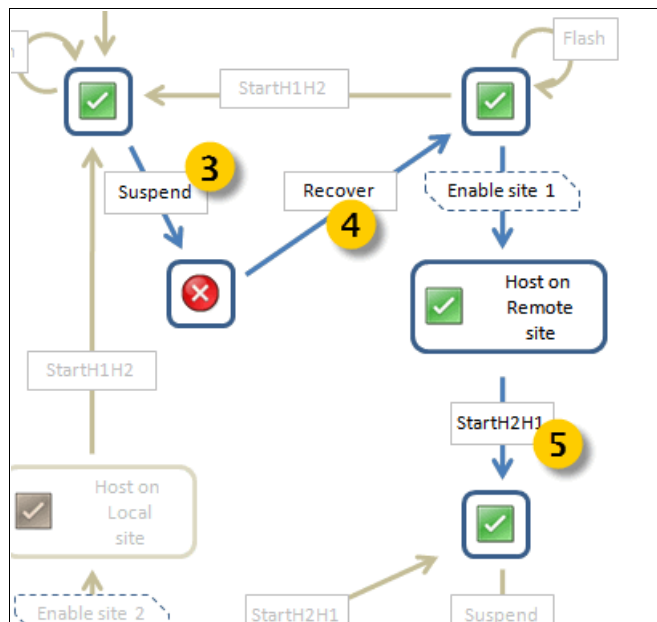 Flash
StartH1H2
3
Suspend
Recover
4
Enable site 1
Host on
Remote
site
StartH1H2
StartH2H1
5
Host on
Local
site
Enable site 2
StartH2H1
Suspend